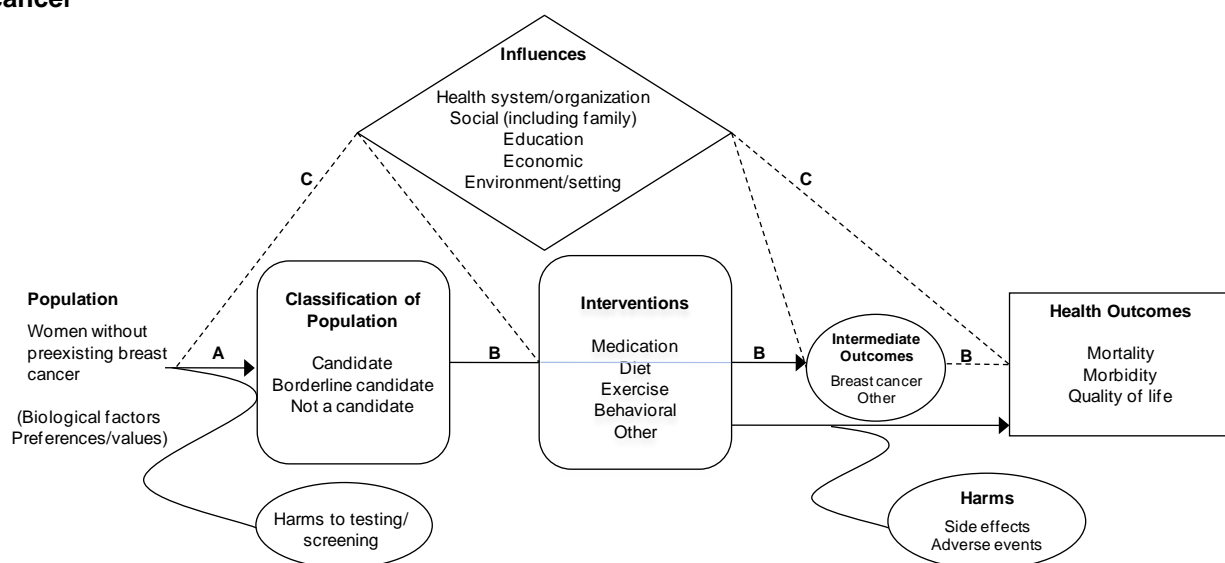 cancer
Influences
Health system/organization
Social (including family)
Education
Economic
Environment/setting
C
C
Population
Women without
preexisting breast
cancer
(Biological factors
Preferences/values)
A
Classification of
Population
Candidate
Borderline candidate
Not a candidate
B
Interventions
Medication
Diet
Exercise
Behavioral
Other
B
Intermediate
Outcomes
Breast cancer
Other
B
Health Outcomes
Mortality
Morbidity
Quality of life
Harms to testing/
screening
Harms
Side effects
Adverse events